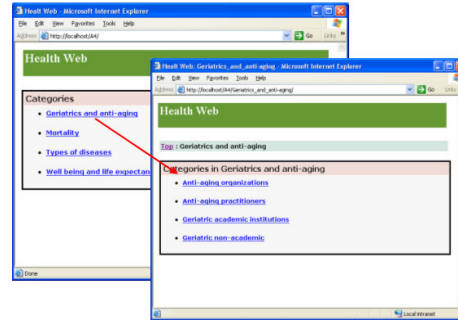 Healt Web - Microsoft Internet Explorer
File Edit View Favorites Tools Help
Address http://localhost/A4/ Go Links
Health Web
Categories
Geriatrics and anti-aging
Mortality
Types of diseases
Well being and life expectan
Done
Healt Web: Geriatrics_and_anti-aging - Microsoft Internet Explorer
File Edit View Favorites Tools Help
Address http://localhost/A4/Geriatrics_and_anti-aging/ Go Links
Health Web
Top : Geriatrics and anti-aging
Categories in Geriatrics and anti-aging
Anti-aging organizations
Anti-aging practitioners
Geriatric academic institutions
Geriatric non-academic
Local intranet